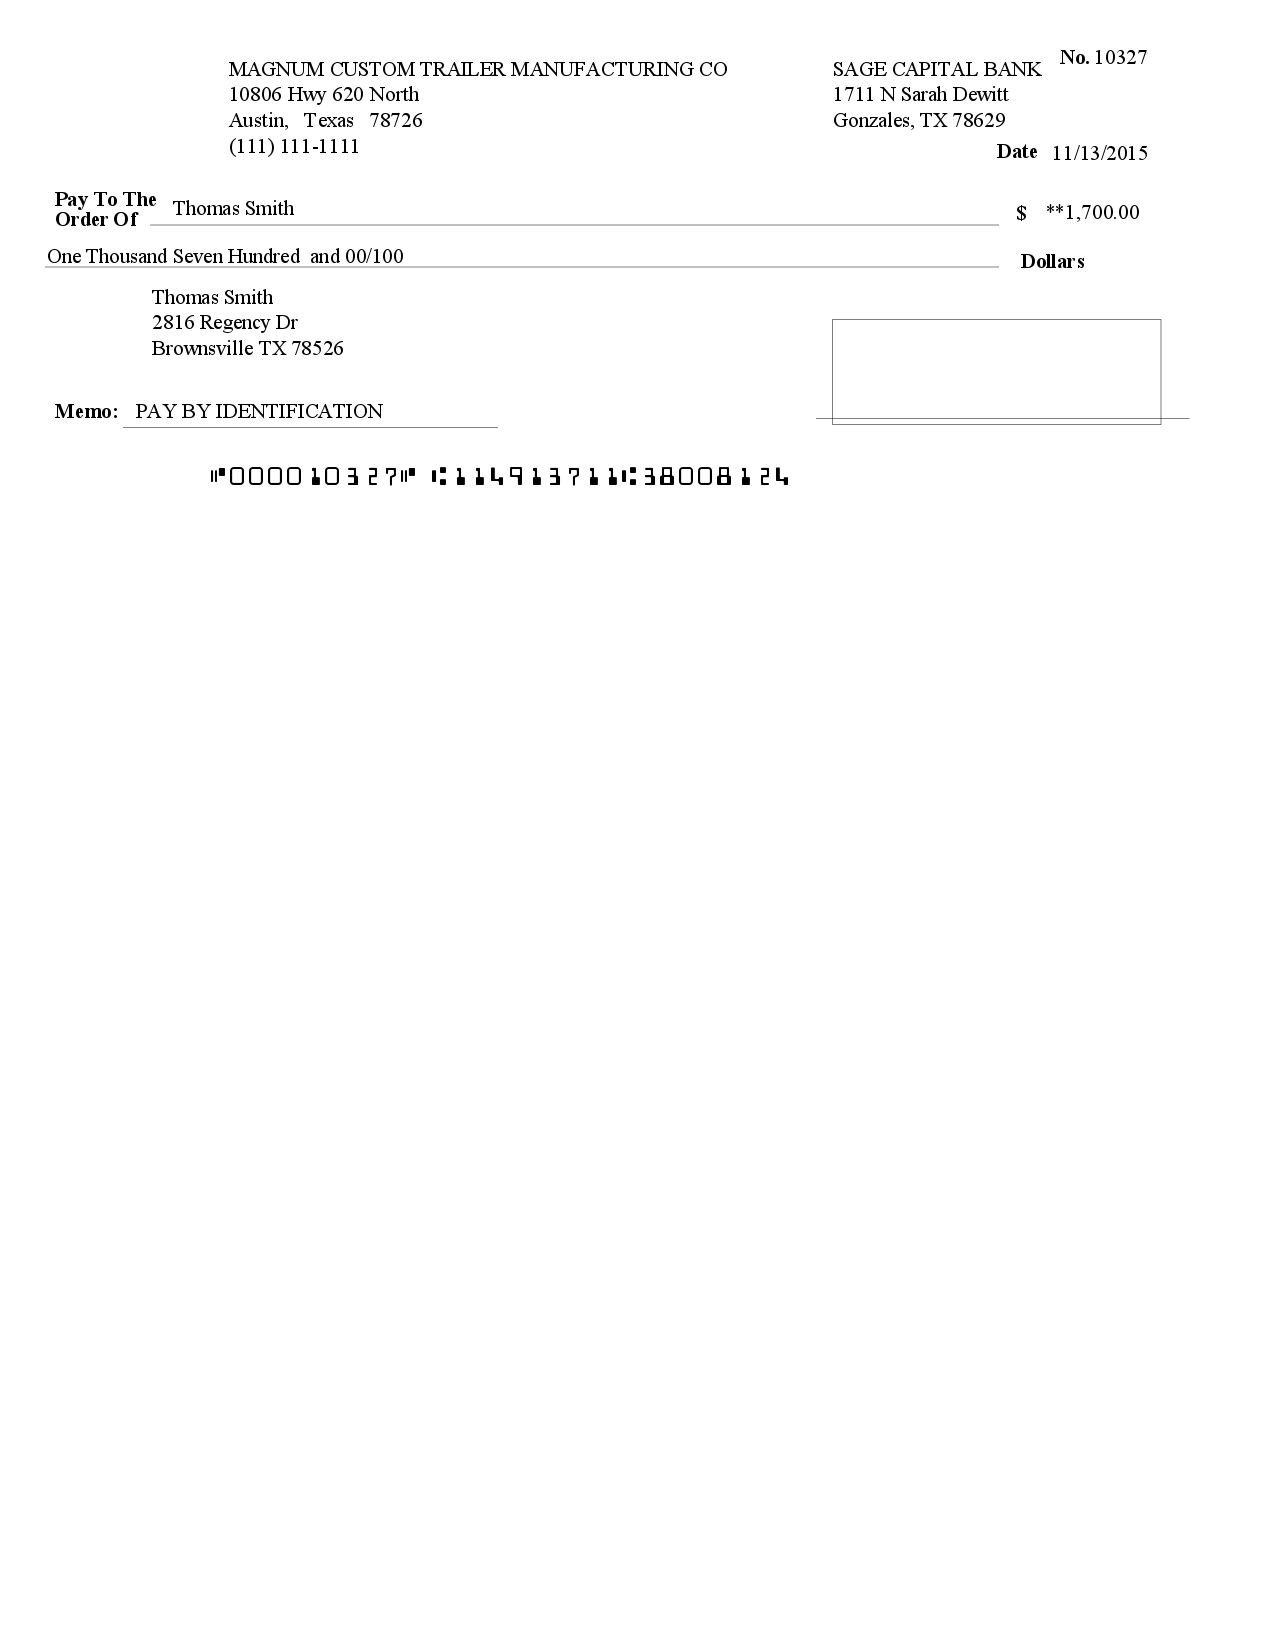 MAGNUM CUSTOM TRAILER MANUFACTURING CO
10806 Hwy 620 North
Austin, Texas 78726
(111) 111-1111
SAGE CAPITAL BANK
1711 N Sarah Dewitt
Gonzales, TX 78629
No. 10327
Date 11/13/2015
Pay To The
Order Of Thomas Smith $ **1,700.00
One Thousand Seven Hundred and 00/100 Dollars
Thomas Smith
2816 Regency Dr
Brownsville TX 78526
Memo: PAY BY IDENTIFICATION
⑈000010327⑈ ⑆114913711⑆38008124